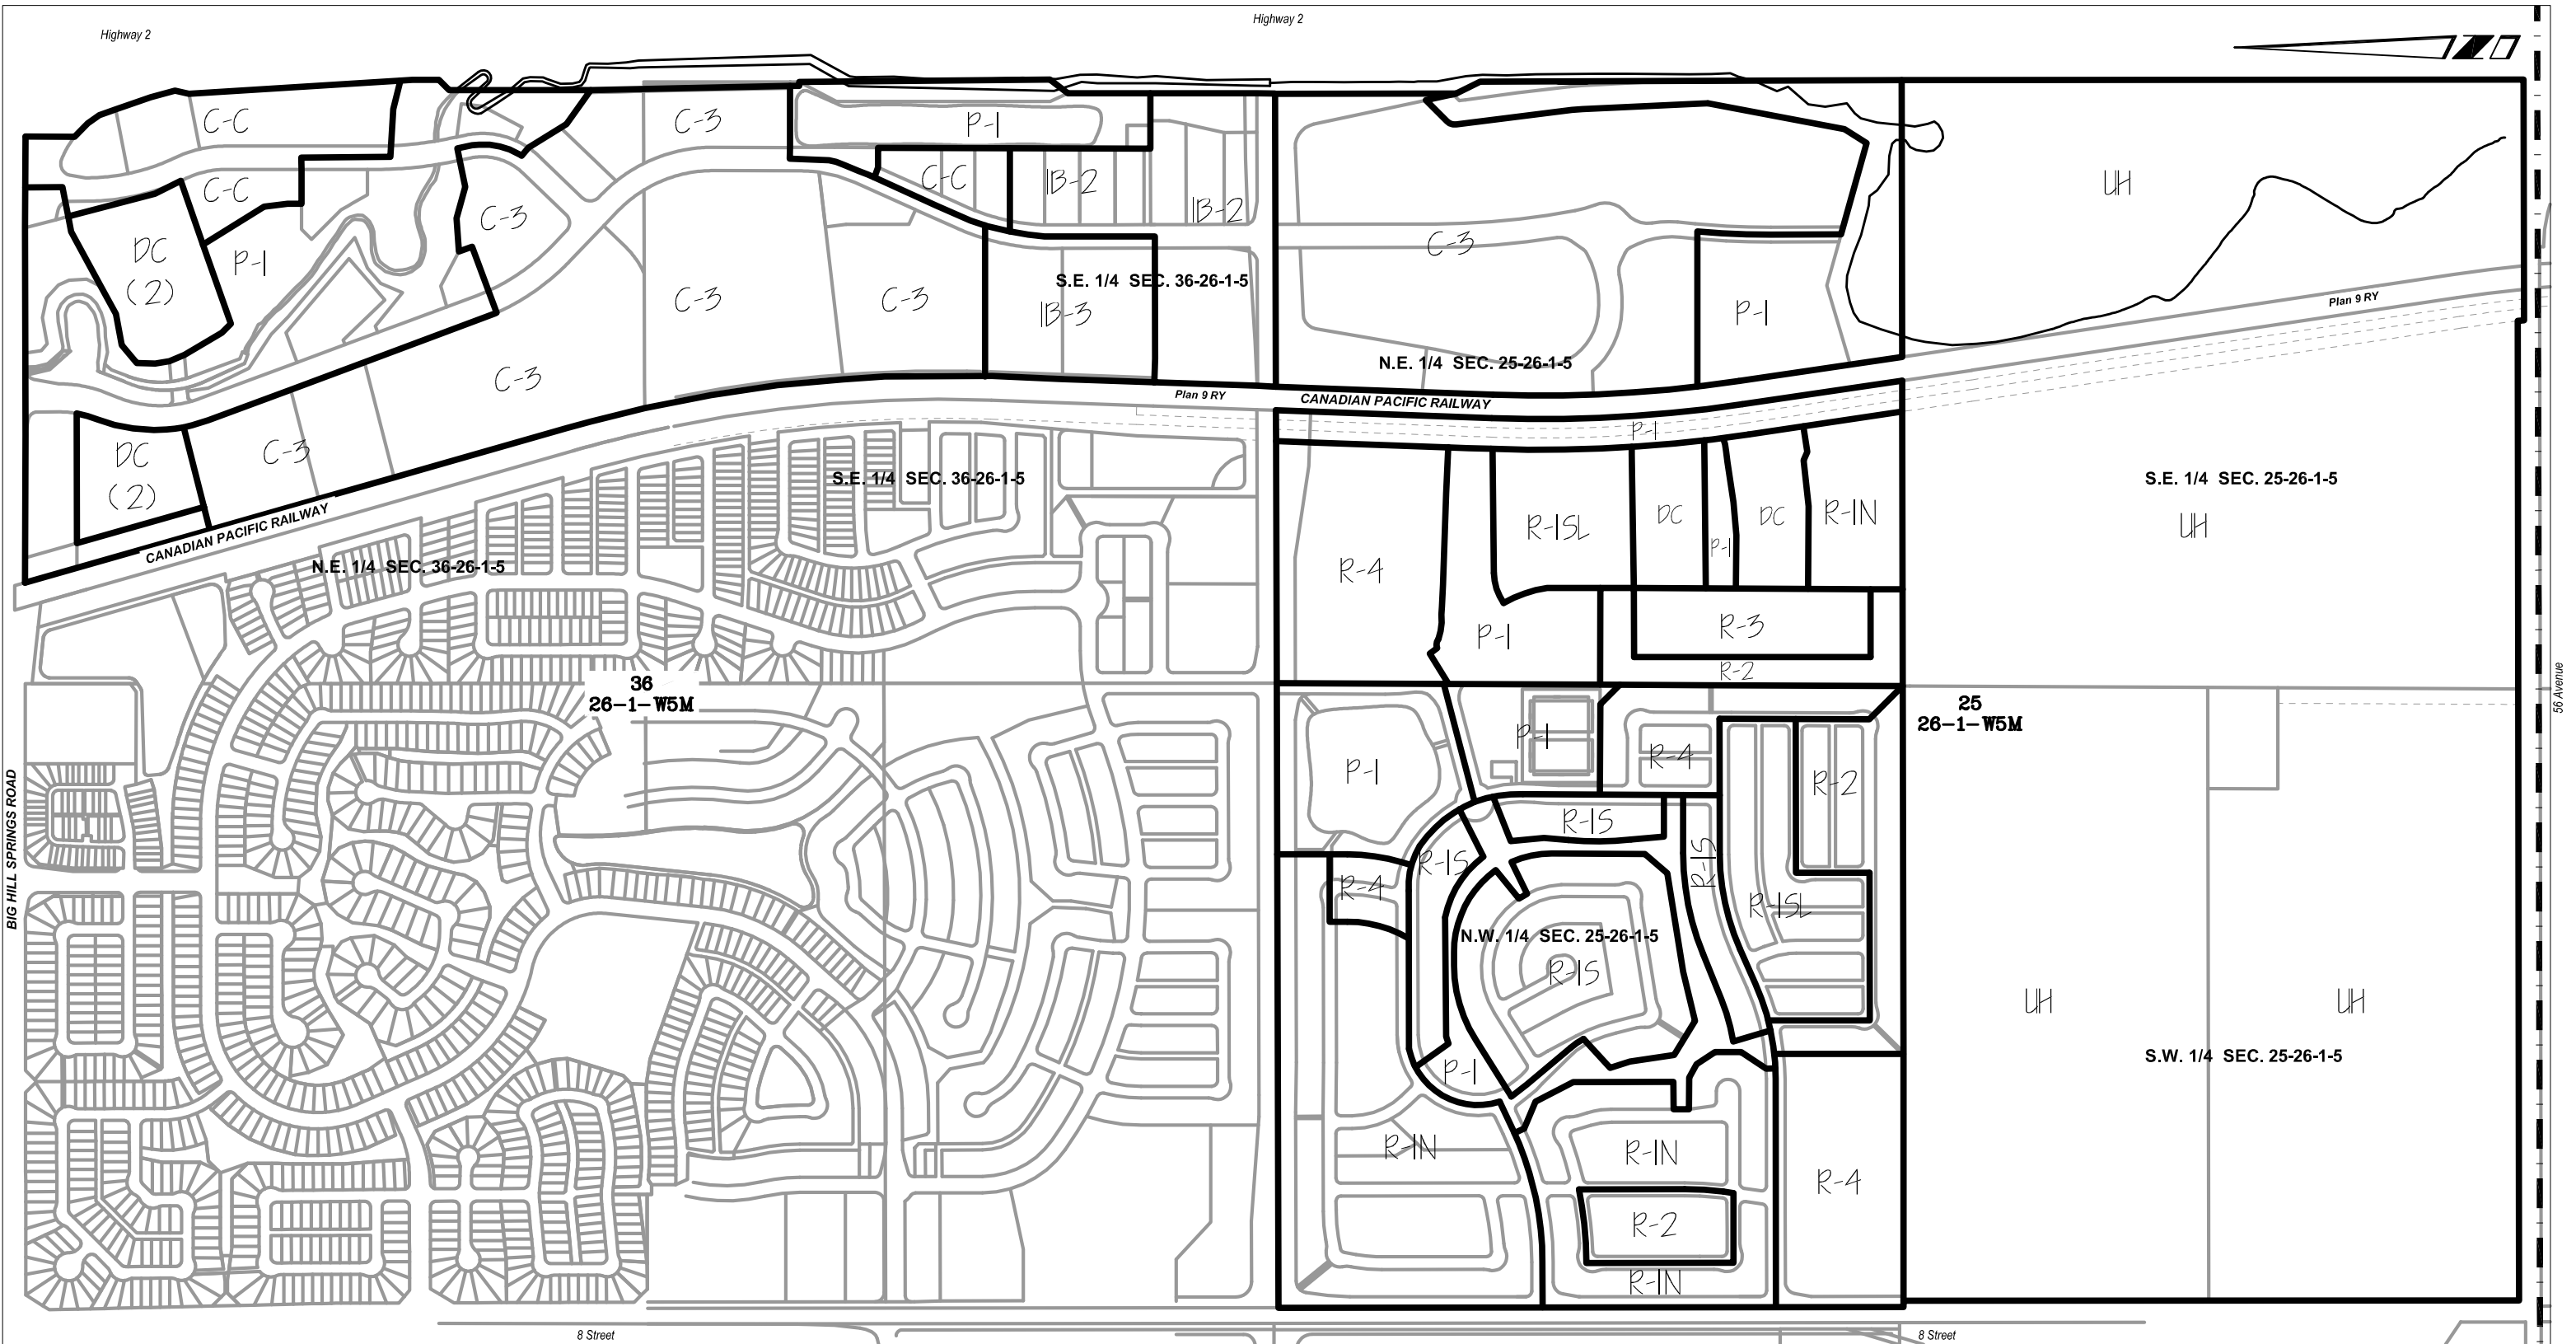 Highway 2
Highway 2
NO
C-C
C-3
P-1
C-C
C-C
IB-2
IB-2
UH
C-3
DC
(2)
P-1
C-3
C-3
C-3
S.E. 1/4 SEC. 36-26-1-5
IB-3
P-1
Plan 9 RY
N.E. 1/4 SEC. 25-26-1-5
C-3
Plan 9 RY
CANADIAN PACIFIC RAILWAY
P-1
DC
(2)
C-3
S.E. 1/4 SEC. 36-26-1-5
S.E. 1/4 SEC. 25-26-1-5
CANADIAN PACIFIC RAILWAY
N.E. 1/4 SEC. 36-26-1-5
R-4
R-1SL
DC
P-1
DC
R-1N
UH
P-1
R-3
R-2
56 Avenue
36
26-1-W5M
25
26-1-W5M
P-1
P-1
R-4
R-2
BIG HILL SPRINGS ROAD
R-1S
R-1S
R-1S
R-4
R-1SL
N.W. 1/4 SEC. 25-26-1-5
R-1S
UH
UH
S.W. 1/4 SEC. 25-26-1-5
P-1
R-1N
R-1N
R-4
R-2
R-1N
8 Street
8 Street